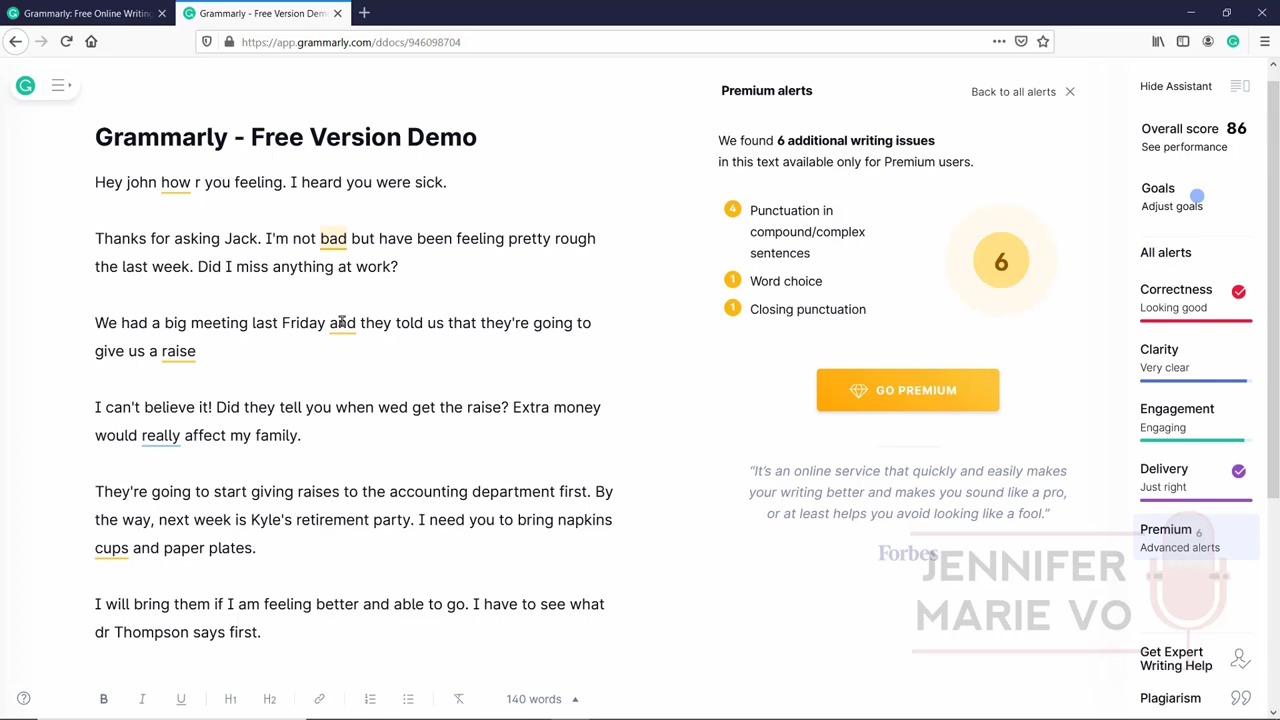 Grammarly: Free Online Writing
Grammarly - Free Version Demo
https://app.grammarly.com/ddocs/946098704
Grammarly - Free Version Demo
Hey john how r you feeling. I heard you were sick.
Thanks for asking Jack. I'm not bad but have been feeling pretty rough
the last week. Did I miss anything at work?
We had a big meeting last Friday and they told us that they're going to
give us a raise
I can't believe it! Did they tell you when wed get the raise? Extra money
would really affect my family.
They're going to start giving raises to the accounting department first. By
the way, next week is Kyle's retirement party. I need you to bring napkins
cups and paper plates.
I will bring them if I am feeling better and able to go. I have to see what
dr Thompson says first.
B I U H1 H2 140 words
Premium alerts
Back to all alerts
We found 6 additional writing issues
in this text available only for Premium users.
4 Punctuation in
compound/complex
sentences
1 Word choice
1 Closing punctuation
6
GO PREMIUM
“It’s an online service that quickly and easily makes
your writing better and makes you sound like a pro,
or at least helps you avoid looking like a fool.”
Forbes
JENNIFER
MARIE VO
Hide Assistant
Overall score 86
See performance
Goals
Adjust goals
All alerts
Correctness
Looking good
Clarity
Very clear
Engagement
Engaging
Delivery
Just right
Premium 6
Advanced alerts
Get Expert
Writing Help
Plagiarism